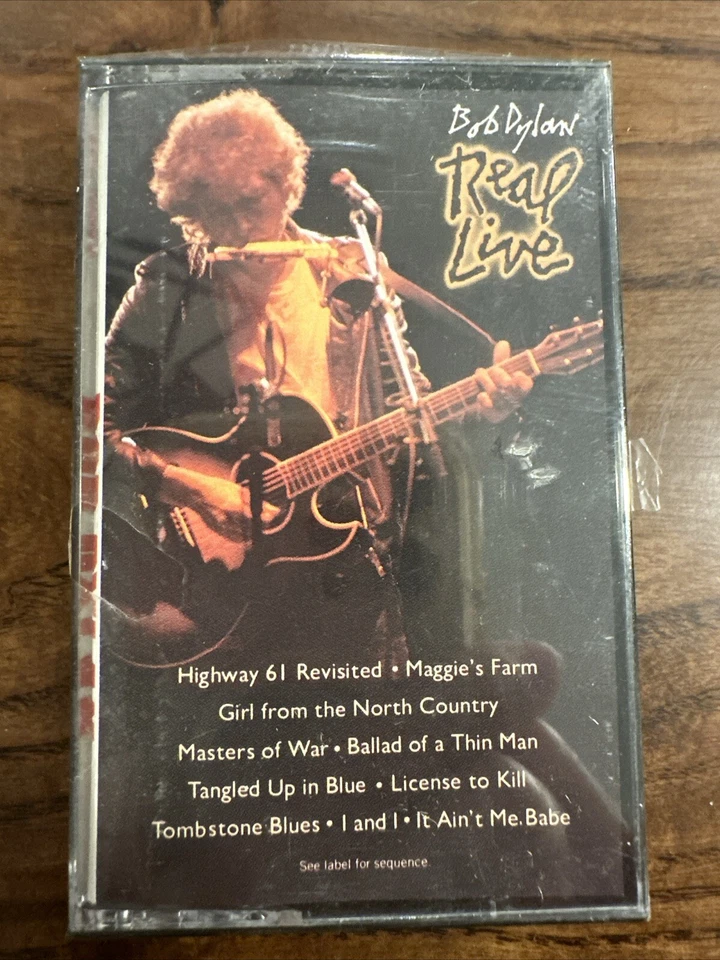 Bob Dylan
Real
Live
Highway 61 Revisited • Maggie's Farm
Girl from the North Country
Masters of War • Ballad of a Thin Man
Tangled Up in Blue • License to Kill
Tombstone Blues • I and I • It Ain't Me, Babe
See label for sequence.